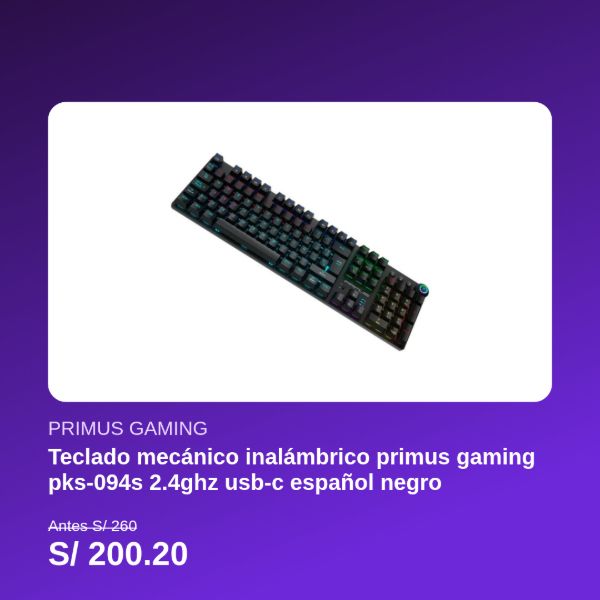 PRIMUS GAMING
Teclado mecánico inalámbrico primus gaming
pks-094s 2.4ghz usb-c español negro
Antes S/ 260
S/ 200.20